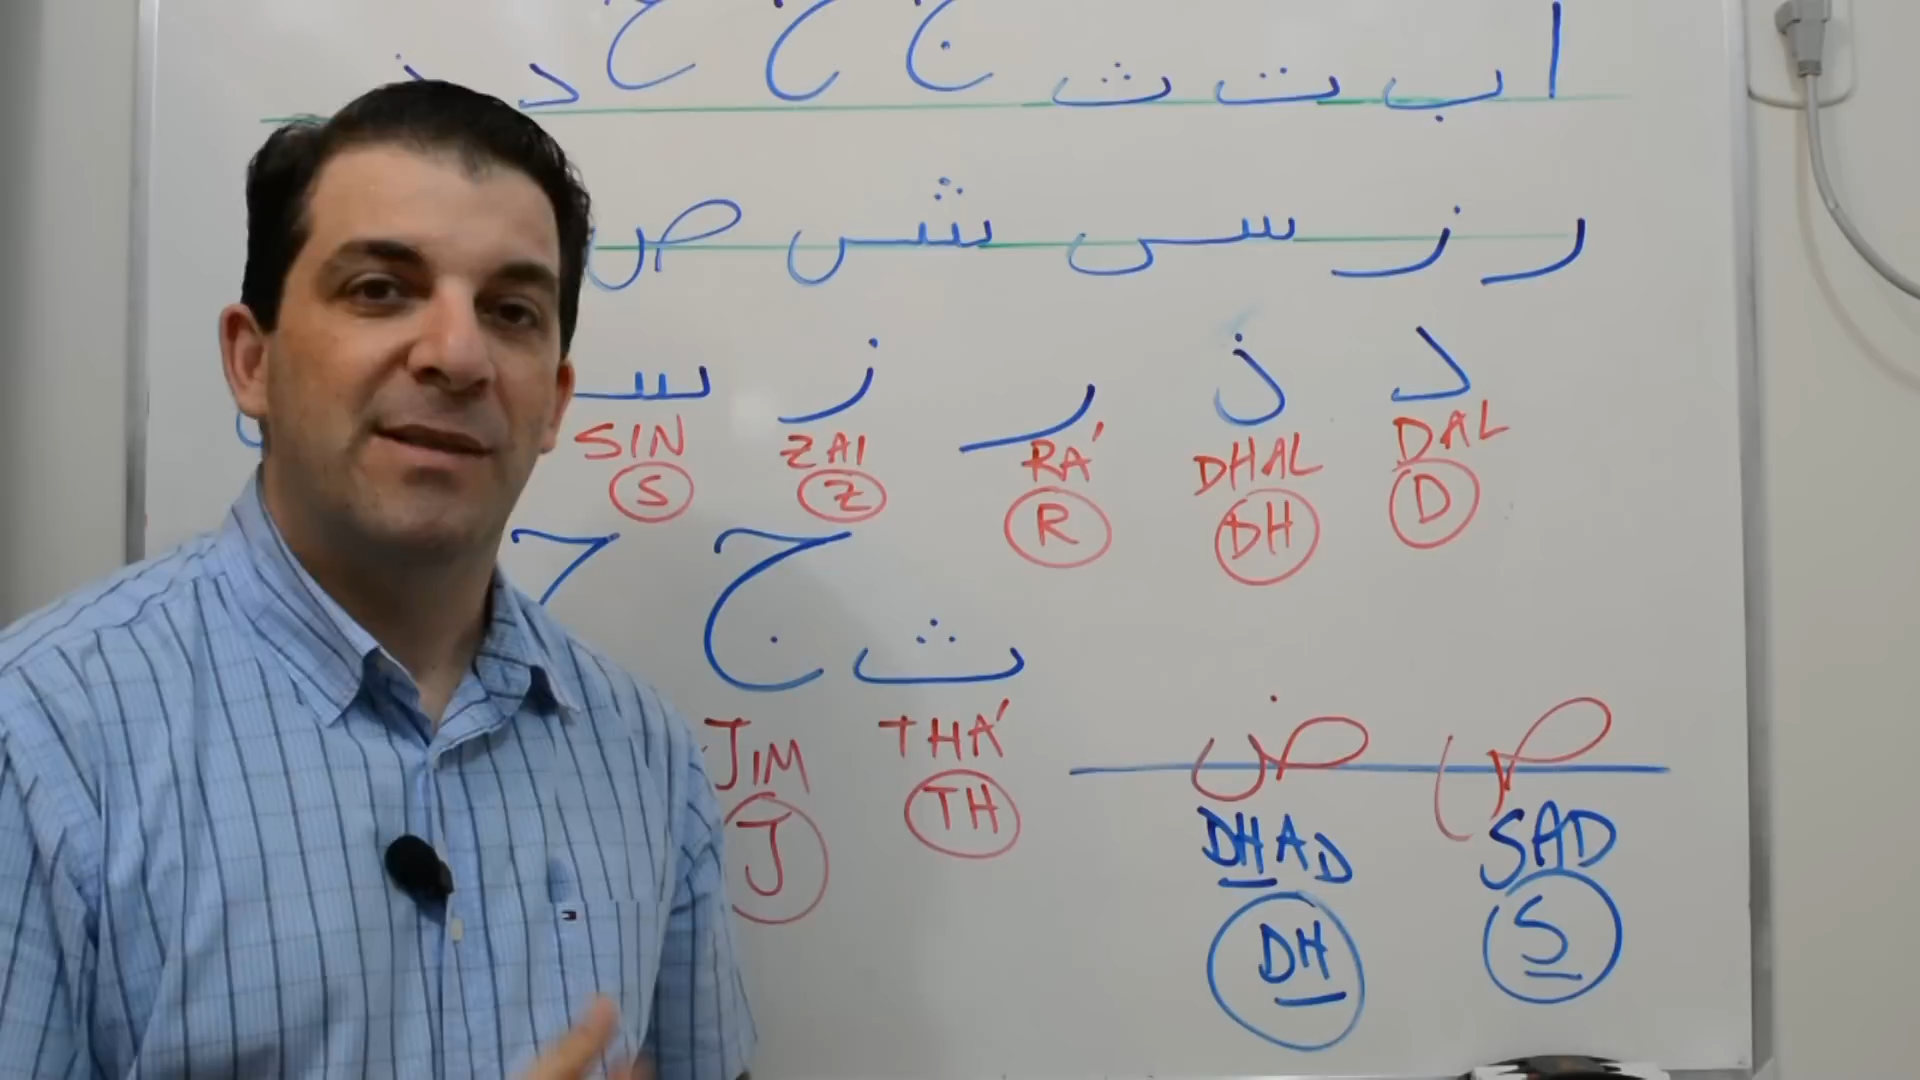 ا ب ت ث ج ح خ د ذ
ر ز س ش ص
د ذ ر ز س
DAL DHAL RA' ZAI SIN
D DH R Z S
ث ج ح
THA' JIM
TH J
ص ض
SAD DHAD
S DH